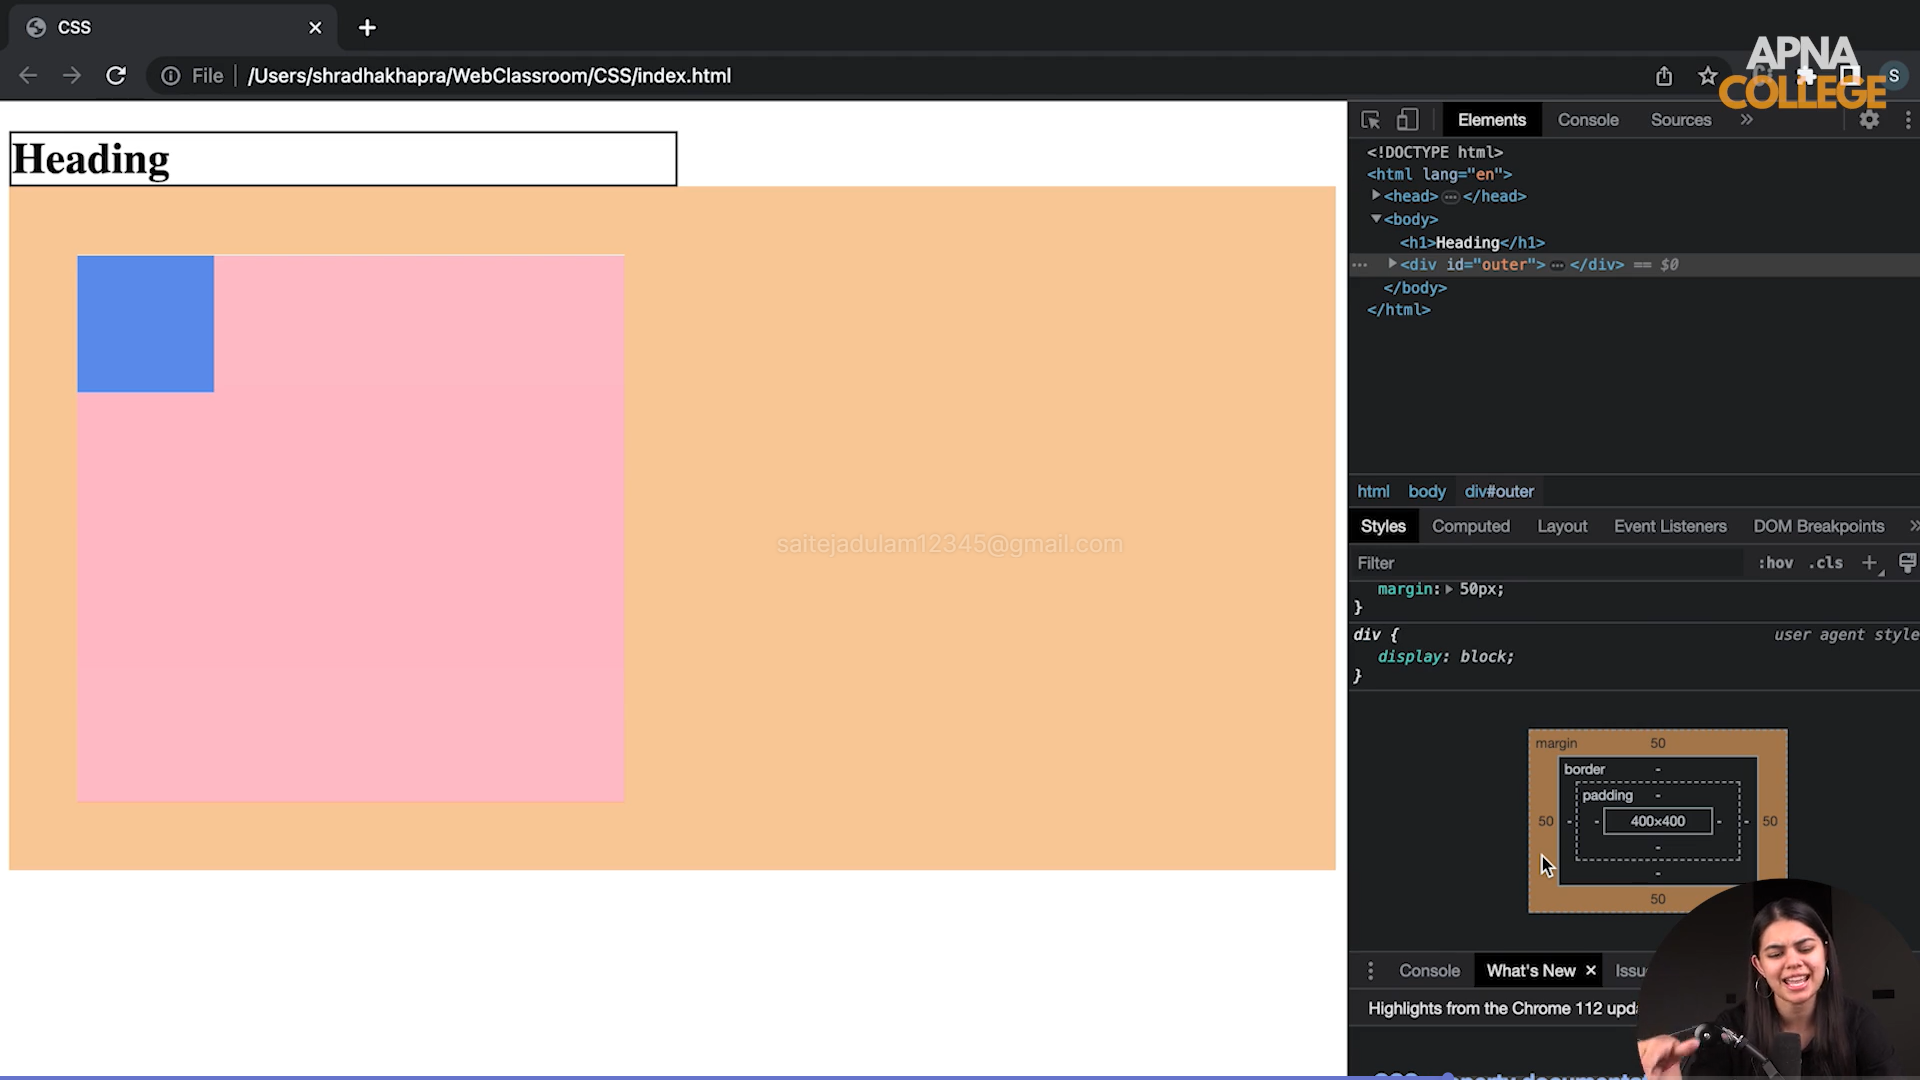 CSS
File
/Users/shradhakhapra/WebClassroom/CSS/index.html
S
APNA
COLLEGE
Heading
saitejadulam12345@gmail.com
Elements Console Sources
<!DOCTYPE html>
<html lang="en">
<head> </head>
<body>
<h1>Heading</h1>
<div id="outer"> </div> == $0
</body>
</html>
html body div#outer
Styles Computed Layout Event Listeners DOM Breakpoints
Filter :hov .cls
margin: 50px;
}
div { user agent style
display: block;
}
margin 50
border -
padding -
50 - - 400×400 - - 50
-
-
50
Console What's New Issu
Highlights from the Chrome 112 upda